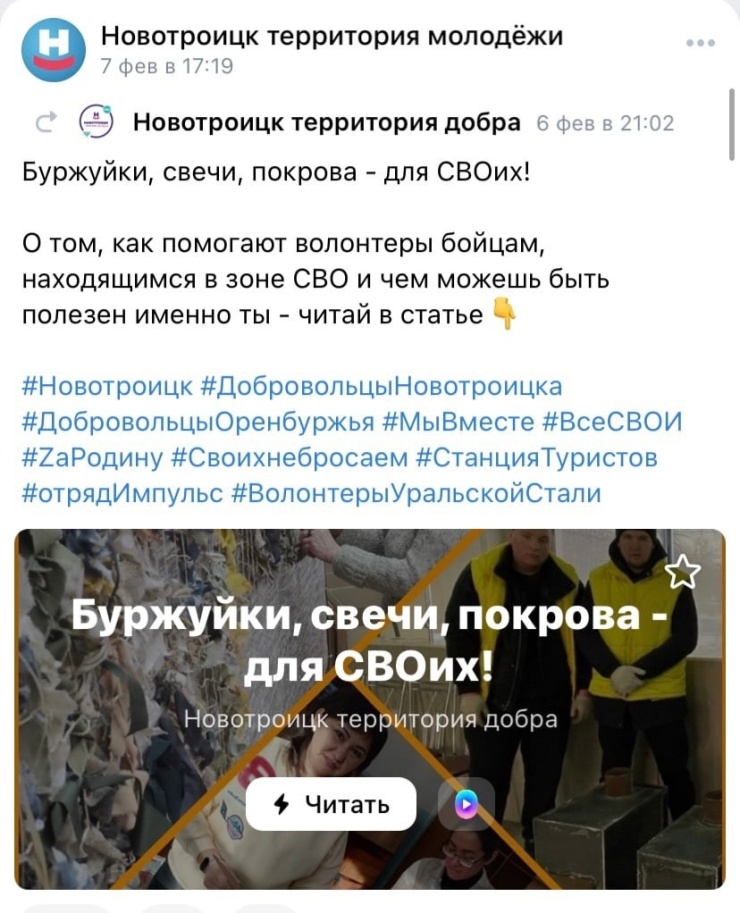 Новотроицк территория молодёжи
7 фев в 17:19
Новотроицк территория добра 6 фев в 21:02
Буржуйки, свечи, покрова - для СВОих!
О том, как помогают волонтеры бойцам,
находящимся в зоне СВО и чем можешь быть
полезен именно ты - читай в статье👇
#Новотроицк #ДобровольцыНовотроицка
#ДобровольцыОренбуржья #МыВместе #ВсеСВОИ
#ZаРодину #Своихнебросаем #СтанцияТуристов
#отрядИмпульс #ВолонтерыУральскойСтали
Буржуйки, свечи, покрова -
для СВОих!
Новотроицк территория добра
Читать